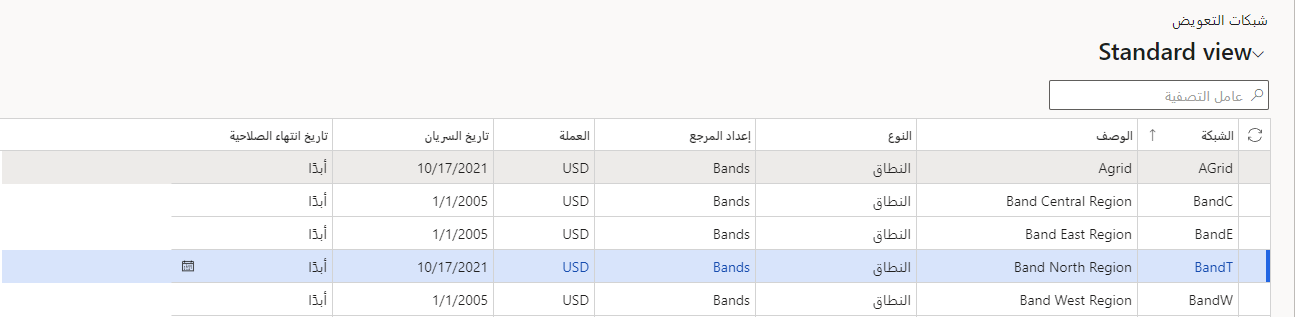 شبكات التعويض
Standard view
عامل التصفية
الشبكة الوصف النوع إعداد المرجع العملة تاريخ السريان تاريخ انتهاء الصلاحية
AGrid Agrid النطاق Bands USD 10/17/2021 أبدًا
BandC Band Central Region النطاق Bands USD 1/1/2005 أبدًا
BandE Band East Region النطاق Bands USD 1/1/2005 أبدًا
BandT Band North Region النطاق Bands USD 10/17/2021 أبدًا
BandW Band West Region النطاق Bands USD 1/1/2005 أبدًا